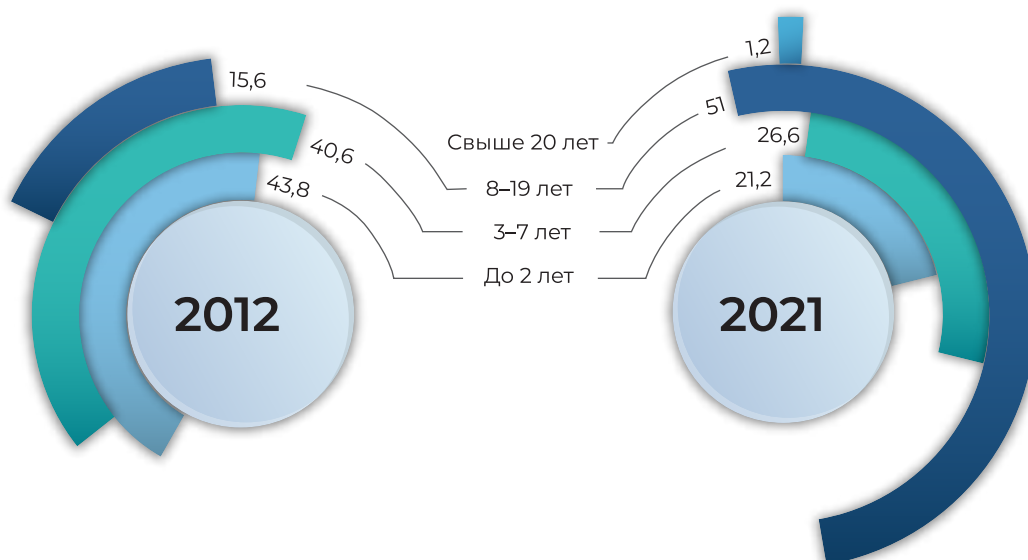 15,6
40,6
43,8
2012
Свыше 20 лет
8–19 лет
3–7 лет
До 2 лет
1,2
51
26,6
21,2
2021